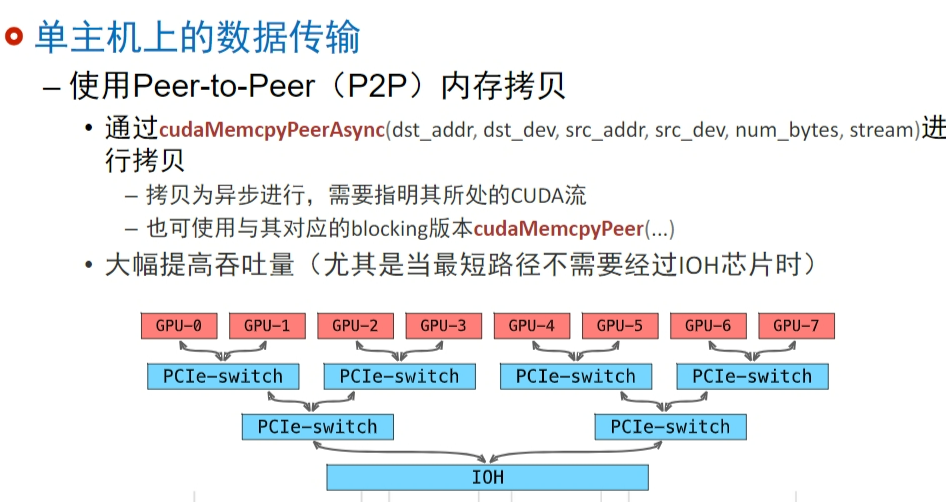 单主机上的数据传输
– 使用Peer-to-Peer（P2P）内存拷贝
• 通过cudaMemcpyPeerAsync(dst_addr, dst_dev, src_addr, src_dev, num_bytes, stream)进
行拷贝
– 拷贝为异步进行，需要指明其所处的CUDA流
– 也可使用与其对应的blocking版本cudaMemcpyPeer(...)
• 大幅提高吞吐量（尤其是当最短路径不需要经过IOH芯片时）
GPU-0 GPU-1 GPU-2 GPU-3 GPU-4 GPU-5 GPU-6 GPU-7
PCIe-switch PCIe-switch PCIe-switch PCIe-switch
PCIe-switch PCIe-switch
IOH